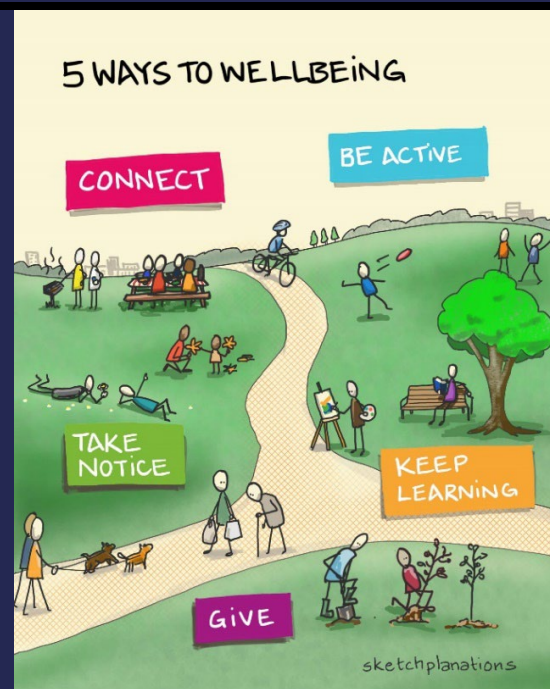 5 WAYS TO WELLBEING
BE ACTIVE
CONNECT
TAKE
NOTICE
KEEP
LEARNING
GIVE
sketchplanations